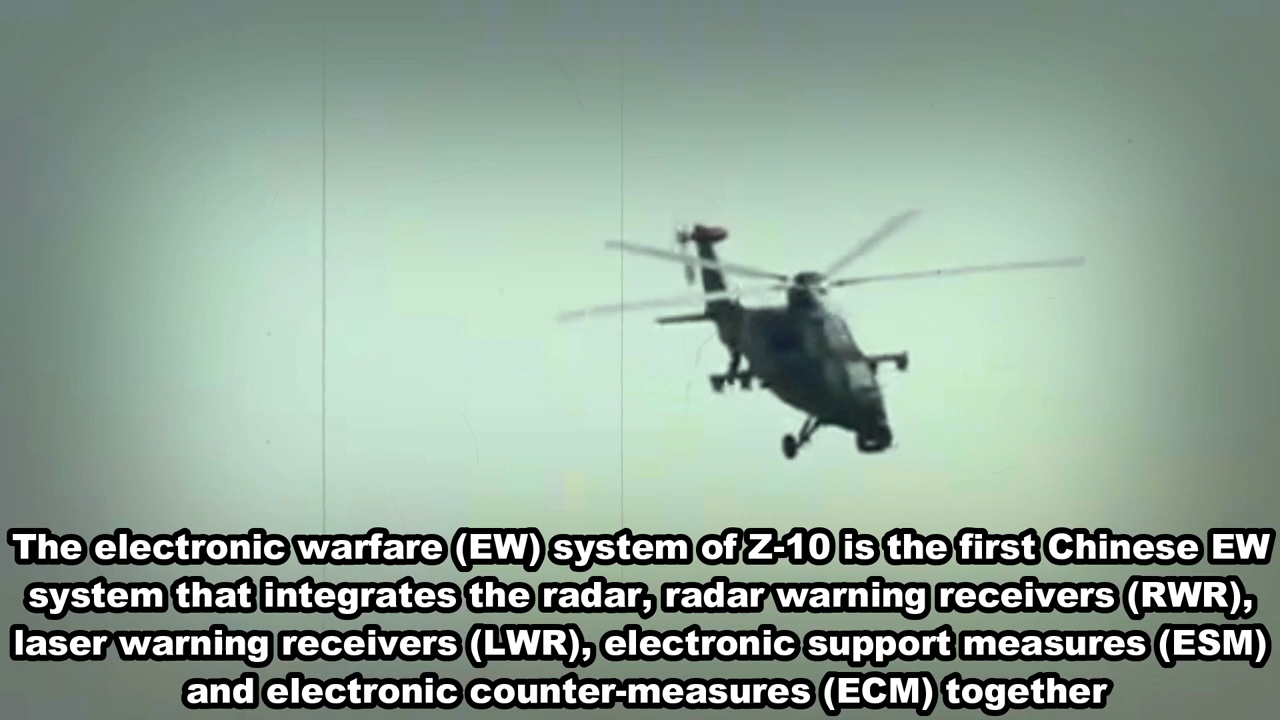 The electronic warfare (EW) system of Z-10 is the first Chinese EW
system that integrates the radar, radar warning receivers (RWR),
laser warning receivers (LWR), electronic support measures (ESM)
and electronic counter-measures (ECM) together